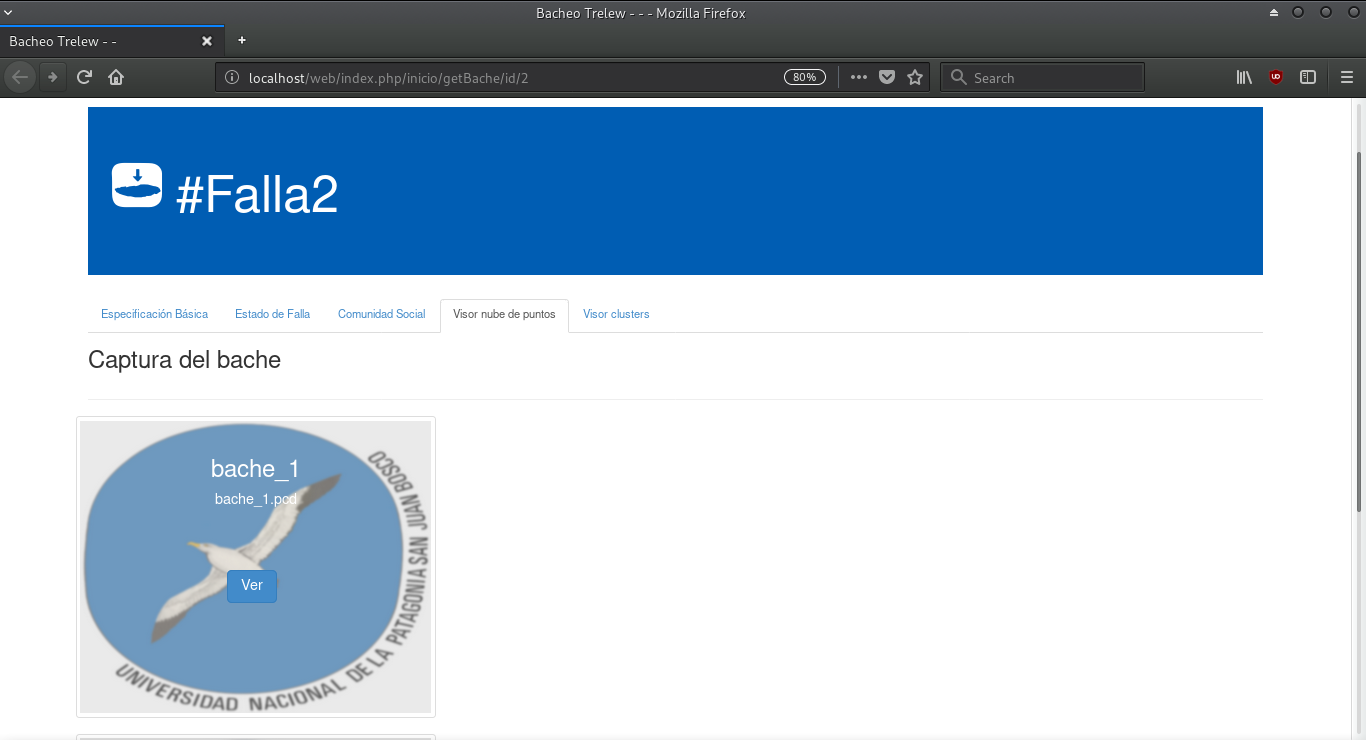 Bacheo Trelew - - - Mozilla Firefox
Bacheo Trelew - -
localhost/web/index.php/inicio/getBache/id/2
80%
Search
#Falla2
Especificación Básica
Estado de Falla
Comunidad Social
Visor nube de puntos
Visor clusters
Captura del bache
bache_1
bache_1.pcd
Ver
UNIVERSIDAD NACIONAL DE LA PATAGONIA SAN JUAN BOSCO